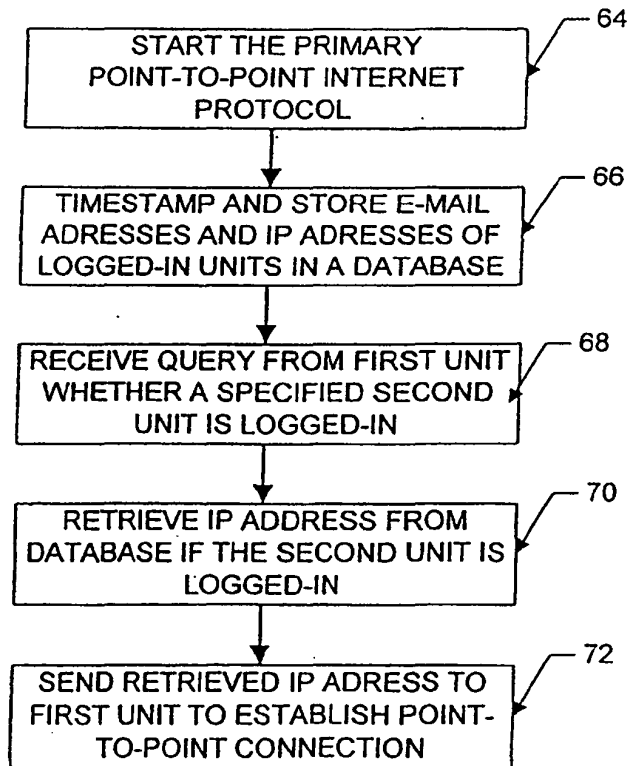 START THE PRIMARY
POINT-TO-POINT INTERNET
PROTOCOL
64
TIMESTAMP AND STORE E-MAIL
ADRESSES AND IP ADRESSES OF
LOGGED-IN UNITS IN A DATABASE
66
RECEIVE QUERY FROM FIRST UNIT
WHETHER A SPECIFIED SECOND
UNIT IS LOGGED-IN
68
RETRIEVE IP ADDRESS FROM
DATABASE IF THE SECOND UNIT IS
LOGGED-IN
70
SEND RETRIEVED IP ADRESS TO
FIRST UNIT TO ESTABLISH POINT-
TO-POINT CONNECTION
72